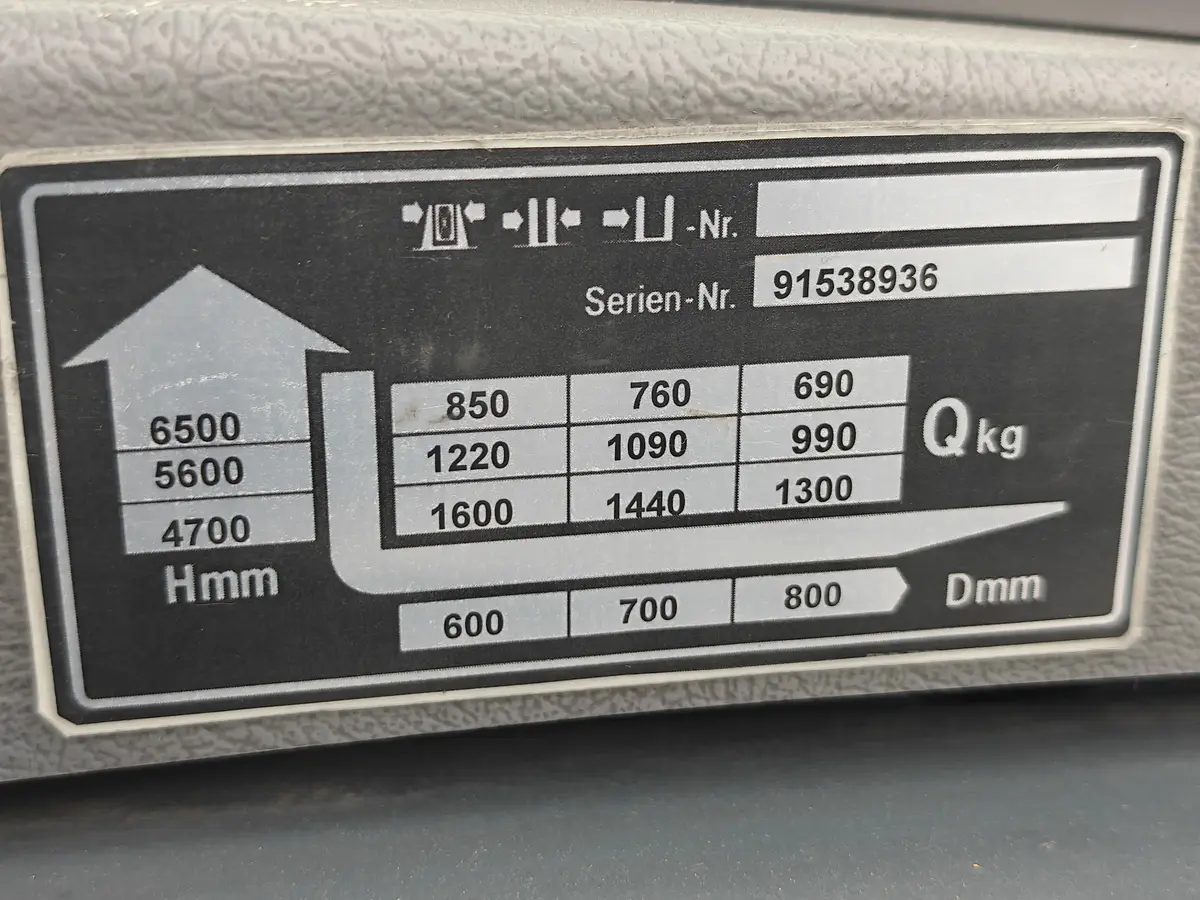 -Nr.
Serien-Nr. 91538936
6500 850 760 690
5600 1220 1090 990 Q kg
4700 1600 1440 1300
Hmm
600 700 800 Dmm